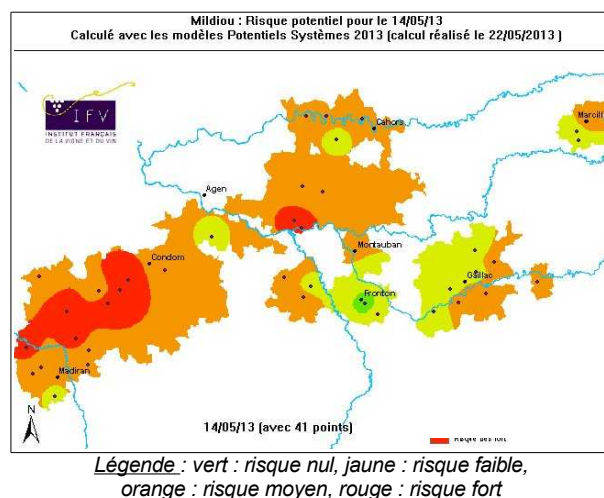 Mildiou : Risque potentiel pour le 14/05/13
Calculé avec les modèles Potentiels Systèmes 2013 (calcul réalisé le 22/05/2013 )
IFV
INSTITUT FRANÇAIS
DE LA VIGNE ET DU VIN
Cahors
Marcill
Agen
Montauban
Condom
Gaillac
Fronton
Madiran
N
14/05/13 (avec 41 points)
Légende : vert : risque nul, jaune : risque faible,
orange : risque moyen, rouge : risque fort